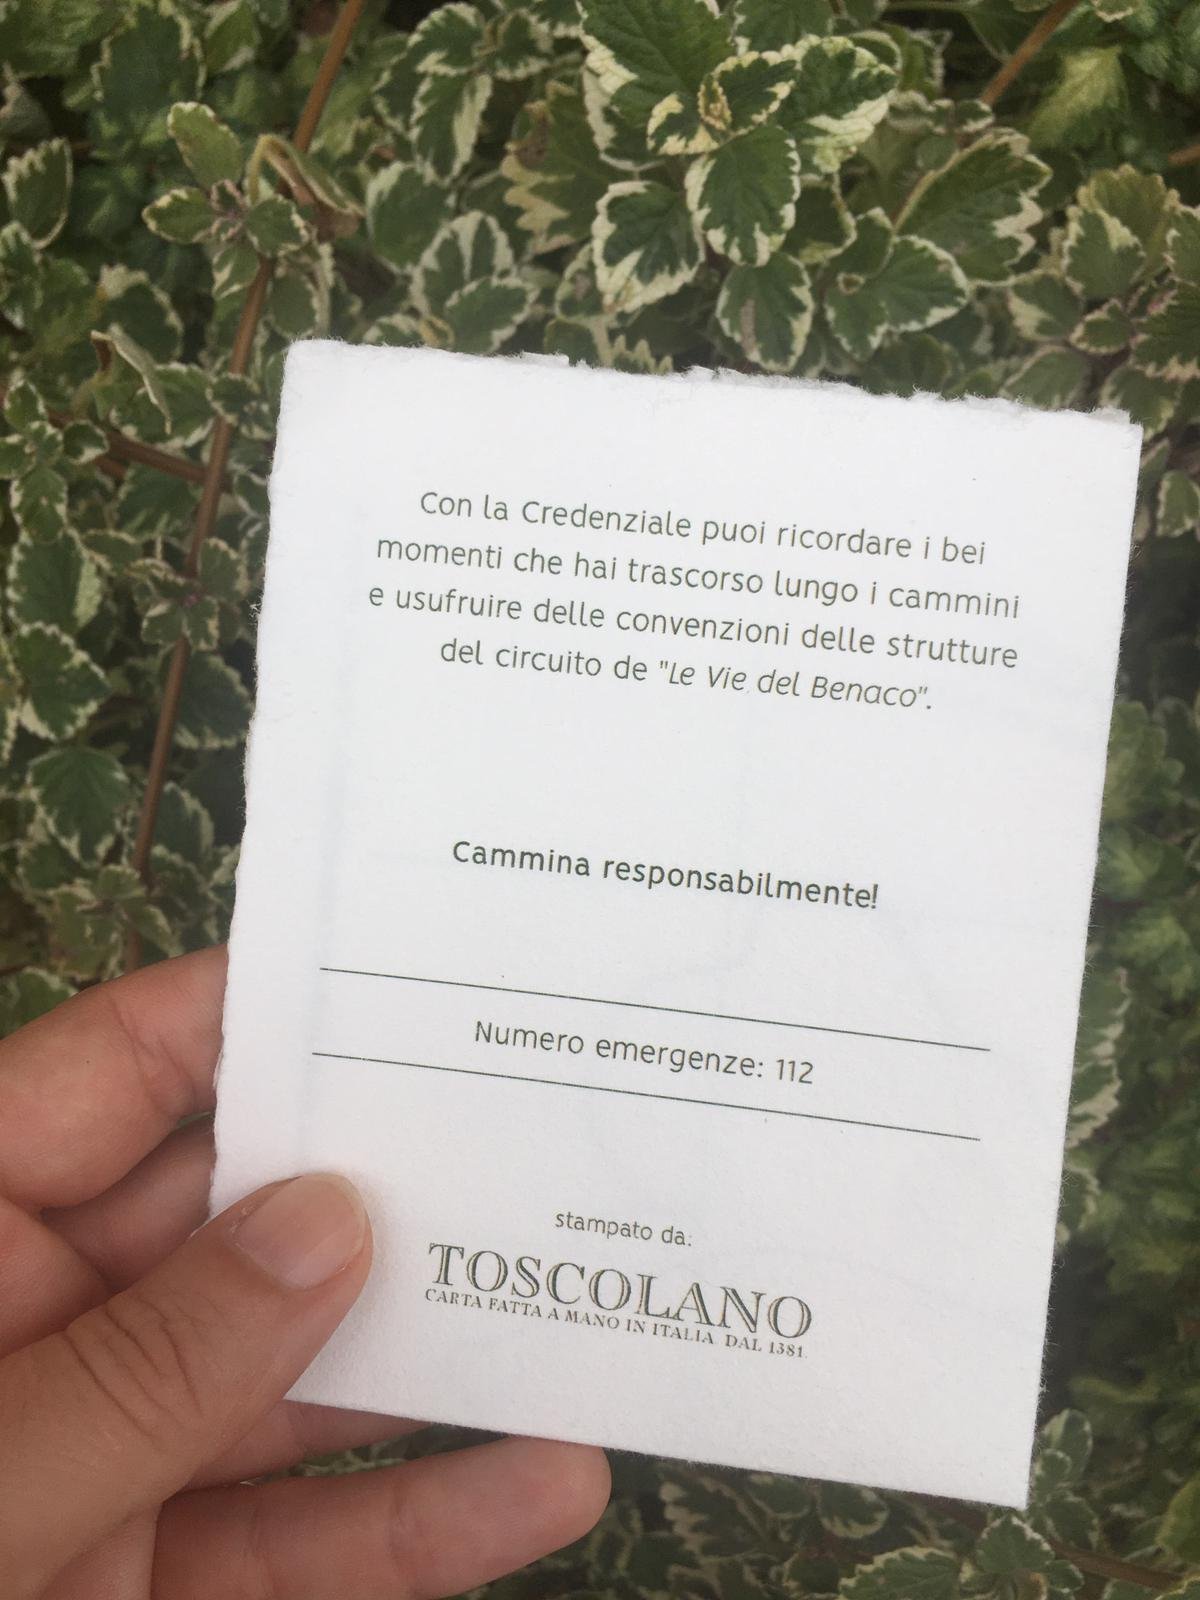 Con la Credenziale puoi ricordare i bei
momenti che hai trascorso lungo i cammini
e usufruire delle convenzioni delle strutture
del circuito de "Le Vie del Benaco".
Cammina responsabilmente!
Numero emergenze: 112
stampato da:
TOSCOLANO
CARTA FATTA A MANO IN ITALIA DAL 1381.